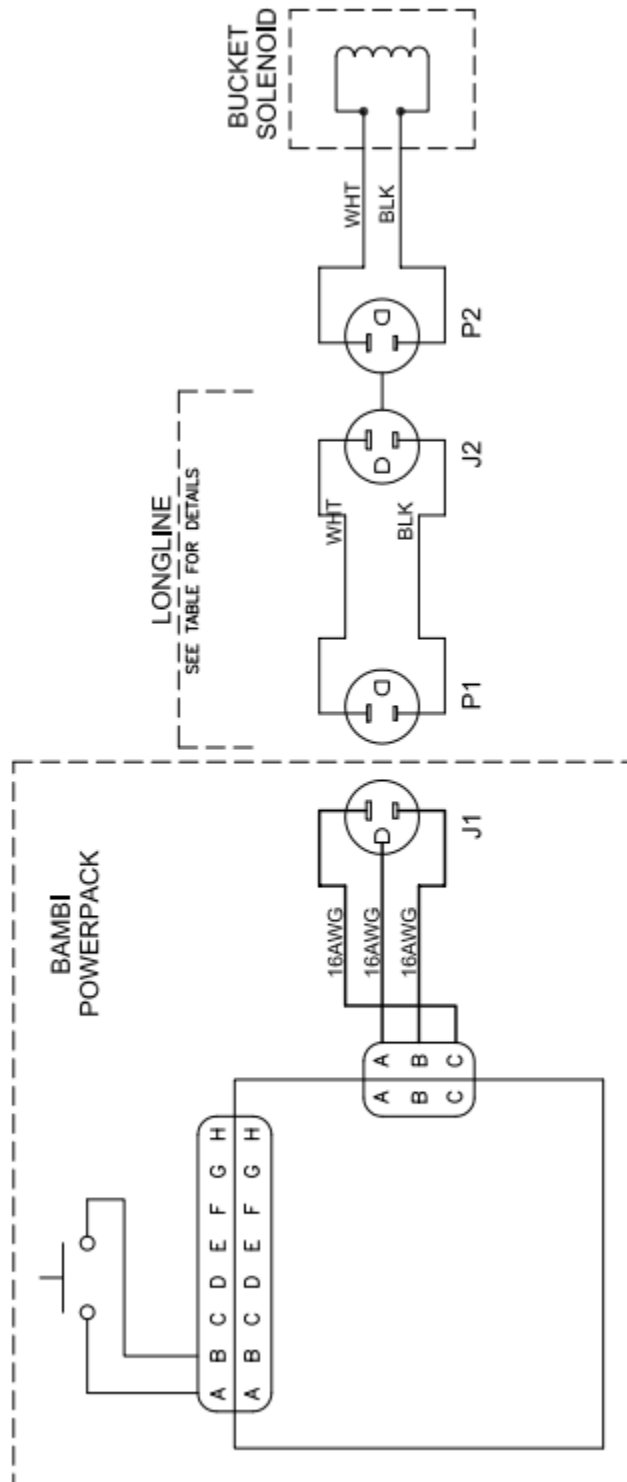 BUCKET
SOLENOID
WHT
BLK
P2
LONGLINE
SEE TABLE FOR DETAILS
J2
WHT
BLK
P1
BAMBI
POWERPACK
J1
16AWG
16AWG
16AWG
A A
B B
C C
A B C D E F G H
A B C D E F G H